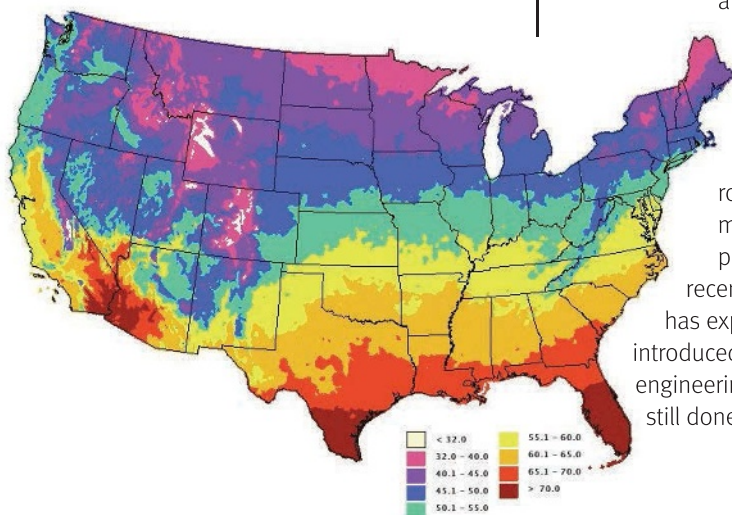 a
ro
m
p
recen
has exp
introduced
engineerin
still done
< 32.0
32.0 - 40.0
40.1 - 45.0
45.1 - 50.0
50.1 - 55.0
55.1 - 60.0
60.1 - 65.0
65.1 - 70.0
> 70.0